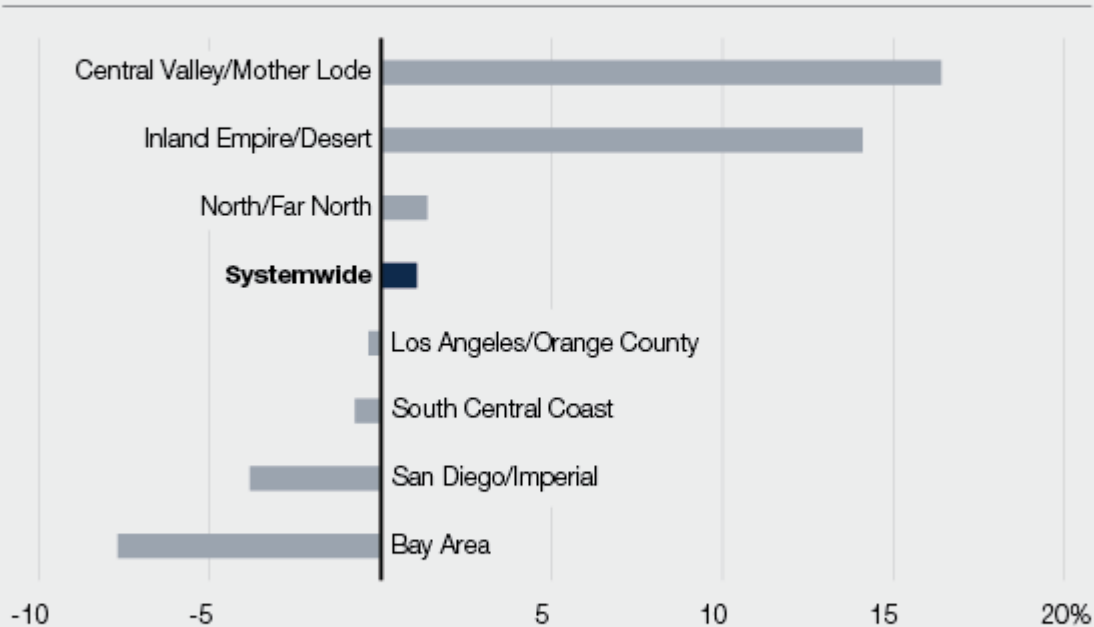 Central Valley/Mother Lode
Inland Empire/Desert
North/Far North
Systemwide
Los Angeles/Orange County
South Central Coast
San Diego/Imperial
Bay Area
-10 -5 5 10 15 20%